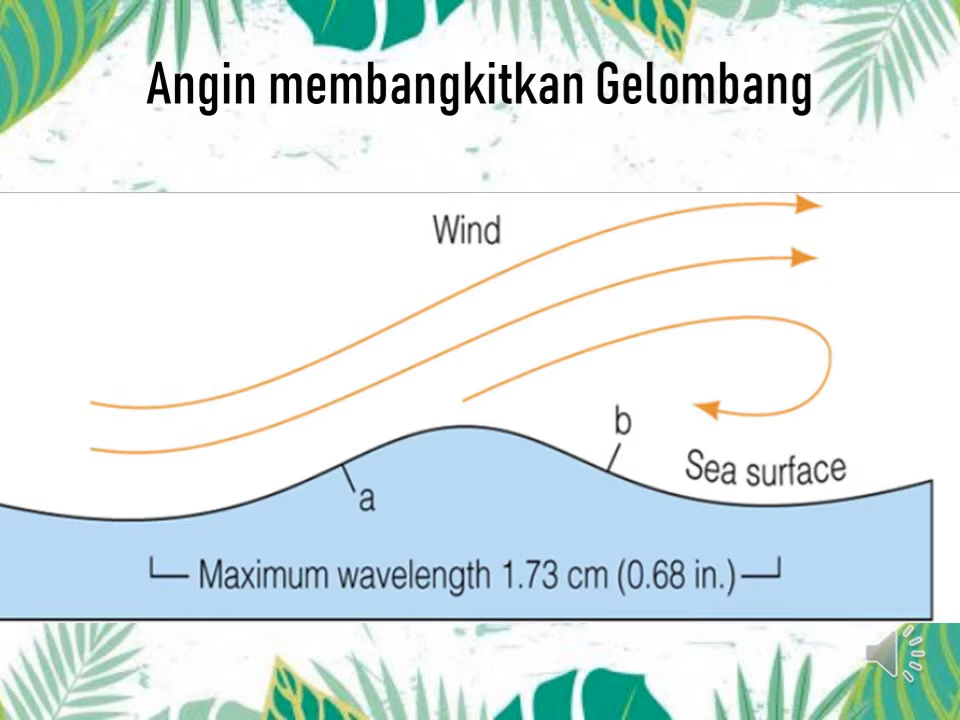 Angin membangkitkan Gelombang
Wind
b
Sea surface
a
Maximum wavelength 1.73 cm (0.68 in.)